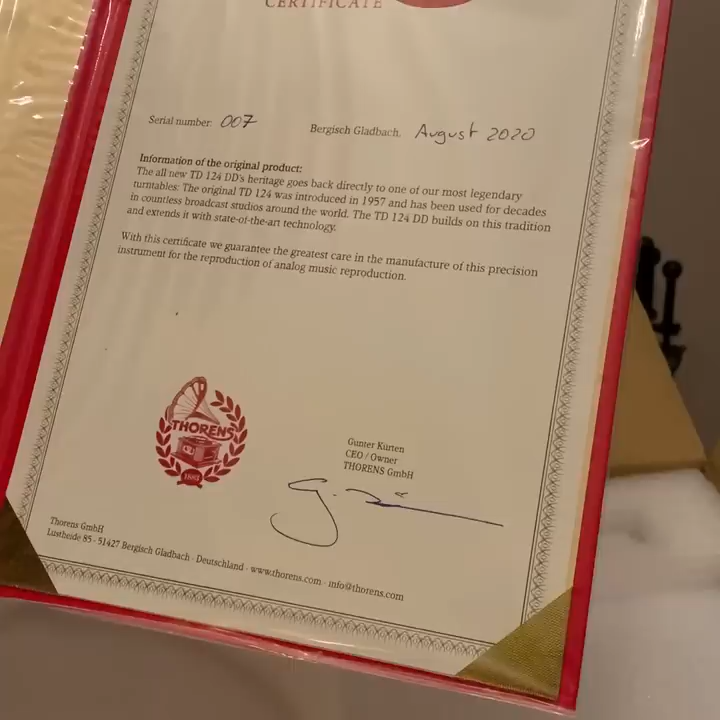 CERTIFICATE
Serial number: 007
Bergisch Gladbach, August 2020
Information of the original product:
The all new TD 124 DD's heritage goes back directly to one of our most legendary
turntables: The original TD 124 was introduced in 1957 and has been used for decades
in countless broadcast studios around the world. The TD 124 DD builds on this tradition
and extends it with state-of-the-art technology.
With this certificate we guarantee the greatest care in the manufacture of this precision
instrument for the reproduction of analog music reproduction.
THORENS
1883
Gunter Kürten
CEO / Owner
THORENS GmbH
Thorens GmbH
Lustheide 85 · 51427 Bergisch Gladbach · Deutschland · www.thorens.com · info@thorens.com